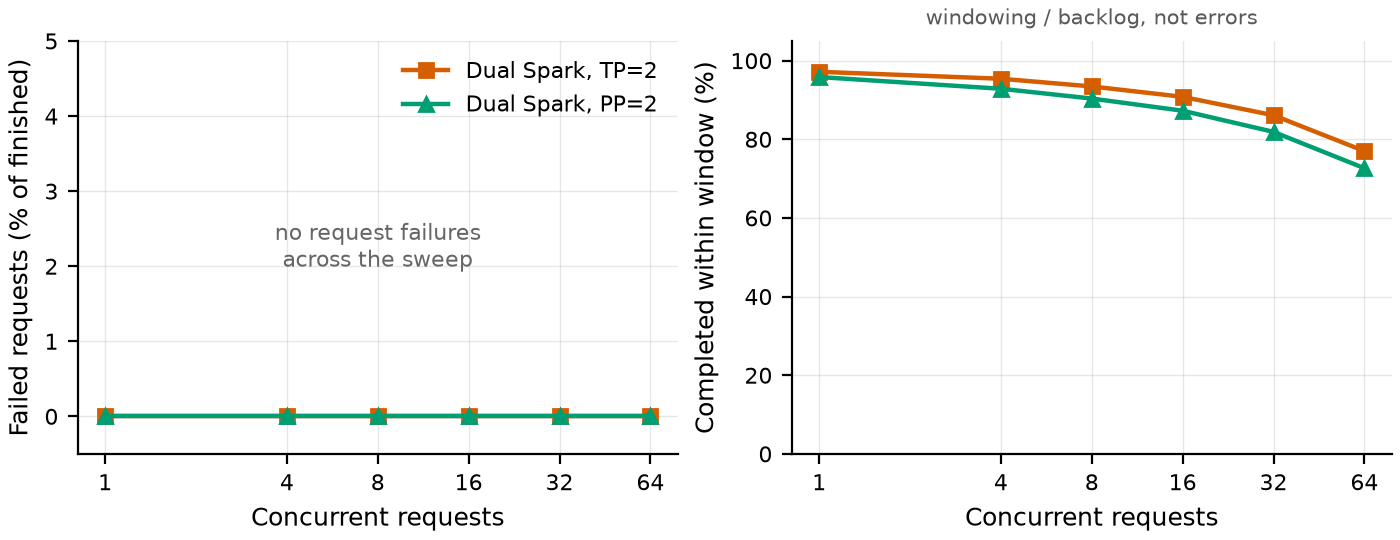 Failed requests (% of finished)
5
4
3
2
1
0
Dual Spark, TP=2
Dual Spark, PP=2
no request failures
across the sweep
1
4
8
16
32
64
Concurrent requests
windowing / backlog, not errors
Completed within window (%)
100
80
60
40
20
0
1
4
8
16
32
64
Concurrent requests